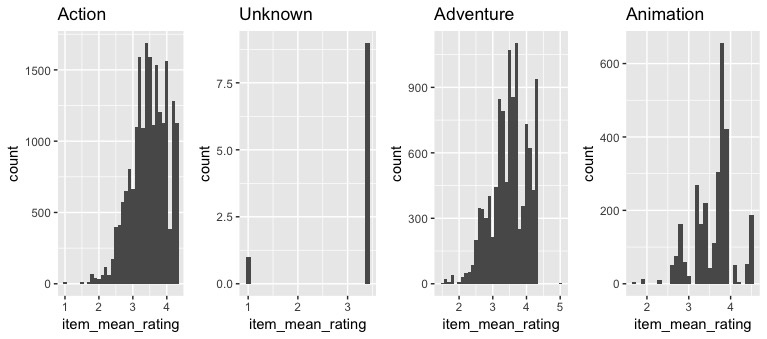 Action
Unknown
Adventure
Animation
count
1500
1000
500
0
1
2
3
4
item_mean_rating
count
7.5
5.0
2.5
0.0
1
2
3
item_mean_rating
count
900
600
300
0
2
3
4
5
item_mean_rating
count
600
400
200
0
2
3
4
item_mean_rating